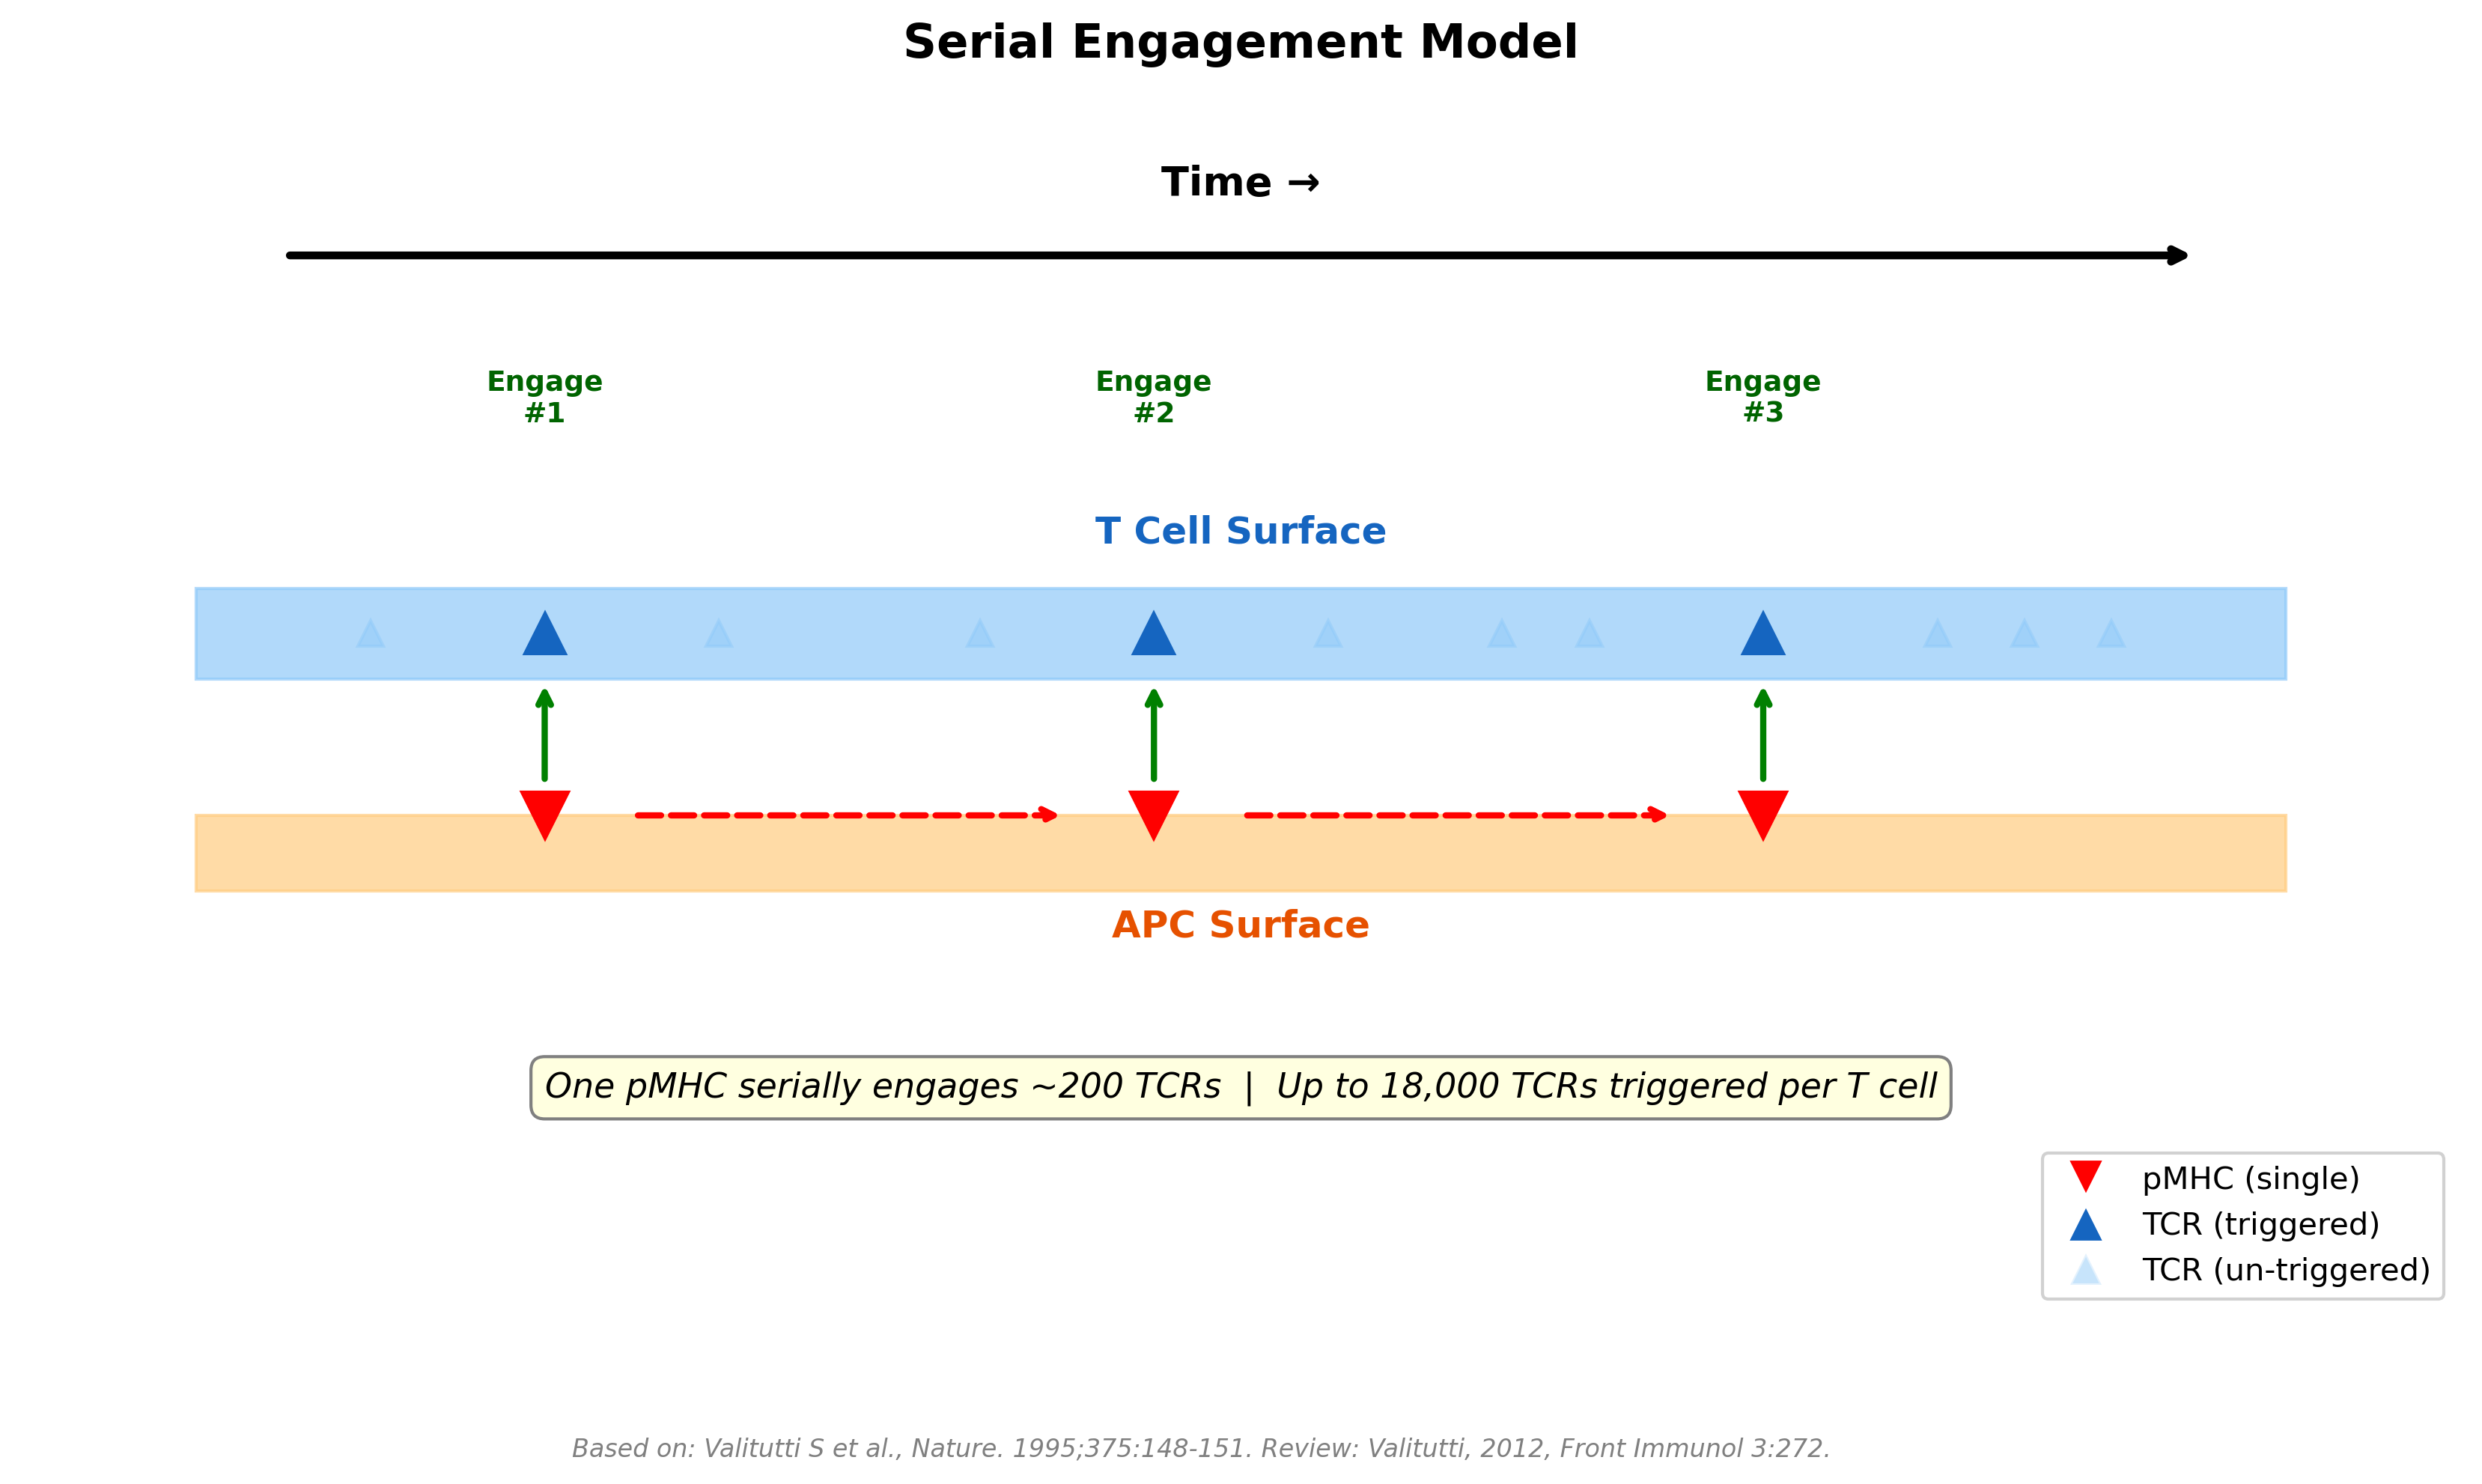 Serial Engagement Model
Time →
Engage
#1
Engage
#2
Engage
#3
T Cell Surface
APC Surface
One pMHC serially engages ~200 TCRs | Up to 18,000 TCRs triggered per T cell
pMHC (single)
TCR (triggered)
TCR (un-triggered)
Based on: Valitutti S et al., Nature. 1995;375:148-151. Review: Valitutti, 2012, Front Immunol 3:272.